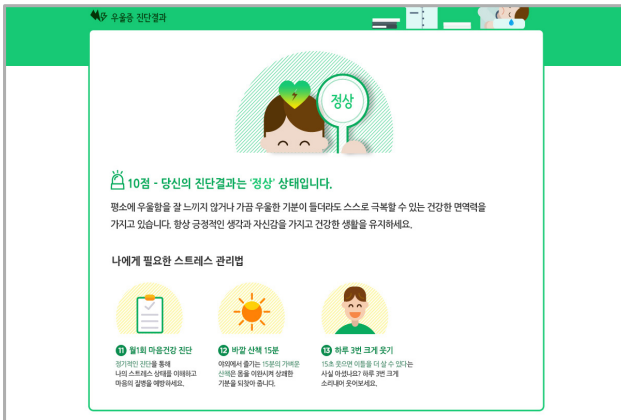 우울증 진단결과
정상
10점 - 당신의 진단결과는 '정상' 상태입니다.
평소에 우울함을 잘 느끼지 않거나 가끔 우울한 기분이 들더라도 스스로 극복할 수 있는 건강한 면역력을
가지고 있습니다. 항상 긍정적인 생각과 자신감을 가지고 건강한 생활을 유지하세요.
나에게 필요한 스트레스 관리법
11 월1회 마음건강 진단
정기적인 진단을 통해
나의 스트레스 상태를 이해하고
마음의 질병을 예방하세요.
12 바깥 산책 15분
야외에서 즐기는 15분의 가벼운
산책은 몸을 이완시켜 상쾌한
기분을 되찾아 줍니다.
13 하루 3번 크게 웃기
15초 웃으면 이틀을 더 살 수 있다는
사실 아셨나요? 하루 3번 크게
소리내어 웃어보세요.